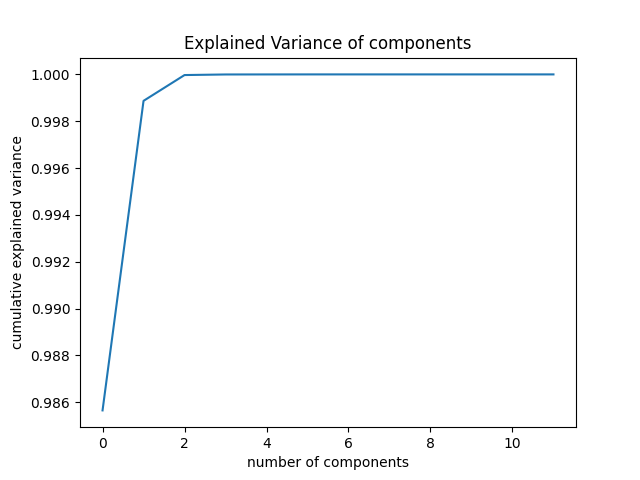 Explained Variance of components
1.000
0.998
0.996
0.994
0.992
0.990
0.988
0.986
cumulative explained variance
0 2 4 6 8 10
number of components